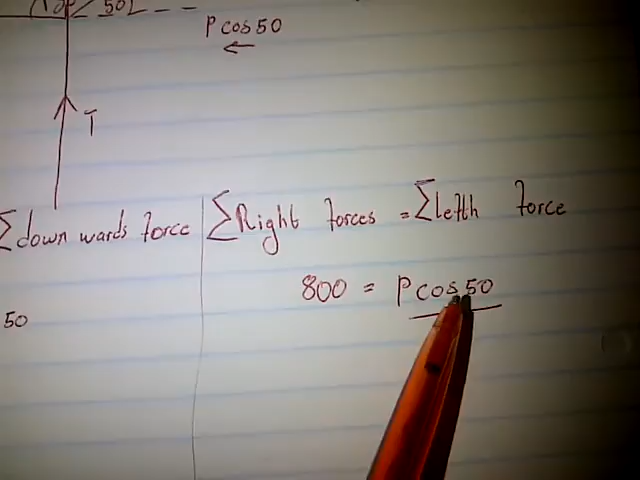 50
P cos 50
T
Σ down wards force
Σ Right forces = Σ lefth force
800 = P cos 50
50